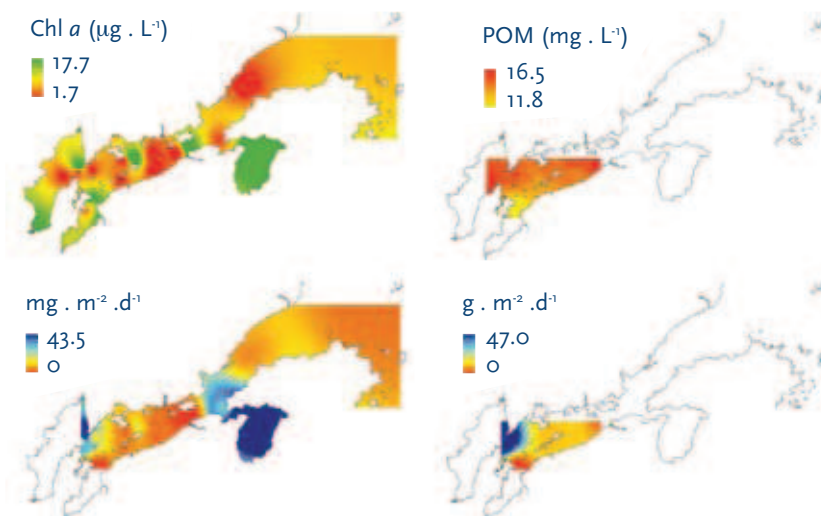 Chl a (µg . L⁻¹)
17.7
1.7
POM (mg . L⁻¹)
16.5
11.8
mg . m⁻² .d⁻¹
43.5
0
g . m⁻² .d⁻¹
47.0
0